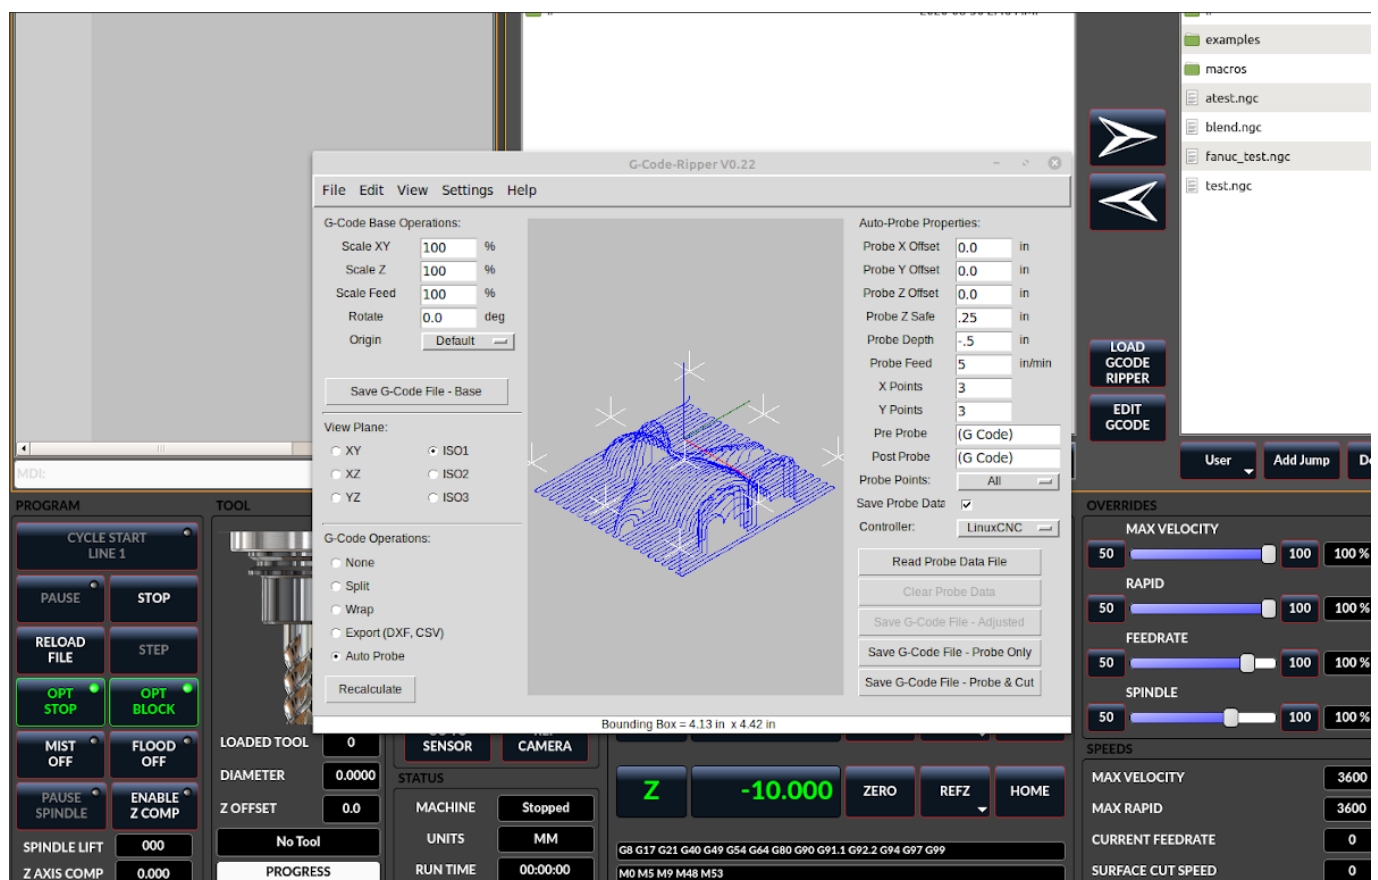 examples
macros
atest.ngc
blend.ngc
fanuc_test.ngc
test.ngc
G-Code-Ripper V0.22
File Edit View Settings Help
G-Code Base Operations:
Scale XY 100 %
Scale Z 100 %
Scale Feed 100 %
Rotate 0.0 deg
Origin Default
Save G-Code File - Base
View Plane:
XY ISO1
XZ ISO2
YZ ISO3
G-Code Operations:
None
Split
Wrap
Export (DXF, CSV)
Auto Probe
Recalculate
Auto-Probe Properties:
Probe X Offset 0.0 in
Probe Y Offset 0.0 in
Probe Z Offset 0.0 in
Probe Z Safe .25 in
Probe Depth -.5 in
Probe Feed 5 in/min
X Points 3
Y Points 3
Pre Probe (G Code)
Post Probe (G Code)
Probe Points: All
Save Probe Data
Controller: LinuxCNC
Read Probe Data File
Clear Probe Data
Save G-Code File - Adjusted
Save G-Code File - Probe Only
Save G-Code File - Probe & Cut
Bounding Box = 4.13 in x 4.42 in
LOAD
GCODE
RIPPER
EDIT
GCODE
User Add Jump
MDI:
PROGRAM
CYCLE START
LINE 1
PAUSE STOP
RELOAD
FILE
STEP
OPT
STOP
OPT
BLOCK
MIST
OFF
FLOOD
OFF
PAUSE
SPINDLE
ENABLE
Z COMP
SPINDLE LIFT 000
Z AXIS COMP 0.000
TOOL
LOADED TOOL 0
DIAMETER 0.0000
Z OFFSET 0.0
No Tool
PROGRESS
SENSOR
CAMERA
STATUS
MACHINE Stopped
UNITS MM
RUN TIME 00:00:00
Z -10.000 ZERO REFZ HOME
G8 G17 G21 G40 G49 G54 G64 G80 G90 G91.1 G92.2 G94 G97 G99
M0 M5 M9 M48 M53
OVERRIDES
MAX VELOCITY
50 100 100 %
RAPID
50 100 100 %
FEEDRATE
50 100 100 %
SPINDLE
50 100 100 %
SPEEDS
MAX VELOCITY 3600
MAX RAPID 3600
CURRENT FEEDRATE 0
SURFACE CUT SPEED 0